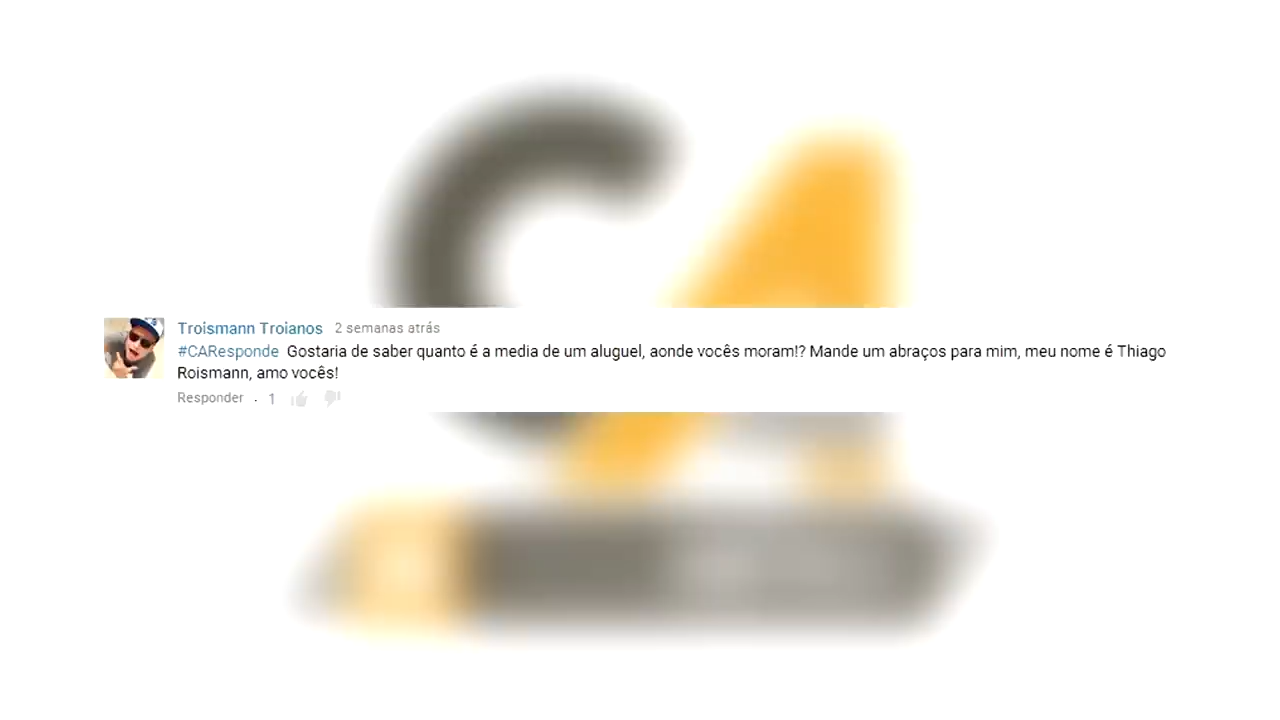 Troismann Troianos 2 semanas atrás
#CAResponde Gostaria de saber quanto é a media de um aluguel, aonde vocês moram!? Mande um abraços para mim, meu nome é Thiago
Roismann, amo vocês!
Responder . 1